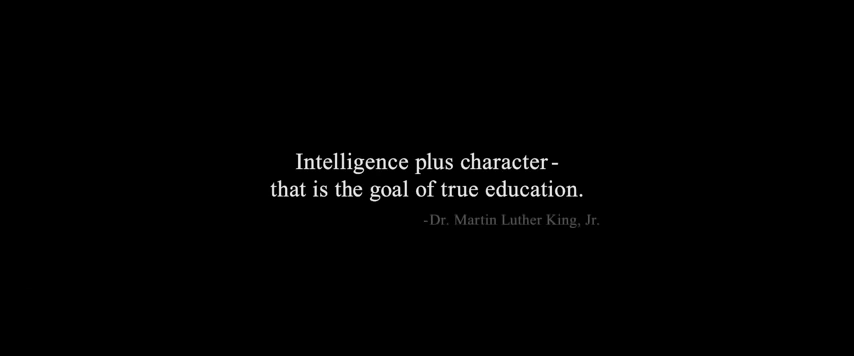 Intelligence plus character-
that is the goal of true education.
-Dr. Martin Luther King, Jr.